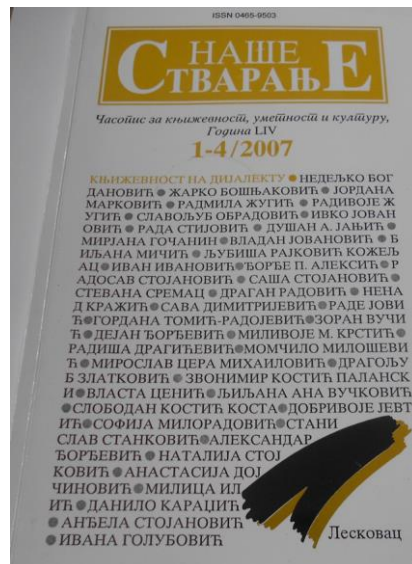 ISSN 0465-9503
НАШЕ
СТВАРАЊЕ
Часопис за књижевност, уметност и културу,
Година LIV
1-4/2007
КЊИЖЕВНОСТ НА ДИЈАЛЕКТУ ● НЕДЕЉКО БОГ
ДАНОВИЋ ● ЖАРКО БОШЊАКОВИЋ ● ЈОРДАНА
МАРКОВИЋ ● РАДМИЛА ЖУГИЋ ● РАДИВОЈЕ Ж
УГИЋ ● СЛАВОЉУБ ОБРАДОВИЋ ● ИВКО ЈОВАН
ОВИЋ ● РАДА СТИЈОВИЋ ● ДУШАН А. ЈАЊИЋ ●
МИРЈАНА ГОЧАНИН ● ВЛАДАН ЈОВАНОВИЋ ● Б
ИЉАНА МИЧИЋ ● ЉУБИША РАЈКОВИЋ КОЖЕЉ
АЦ ● ИВАН ИВАНОВИЋ ● ЂОРЂЕ П. АЛЕКСИЋ ● Р
АДОСАВ СТОЈАНОВИЋ ● САША СТОЈАНОВИЋ ●
СТЕВАНА СРЕМАЦ ● ДРАГАН РАДОВИЋ ● НЕНА
Д КРАЖИЋ ● САВА ДИМИТРИЈЕВИЋ ● РАДЕ ЈОВИ
Ћ ● ГОРДАНА ТОМИЋ-РАДОЈЕВИЋ ● ЗОРАН ВУЧИ
Ћ ● ДЕЈАН ЂОРЂЕВИЋ ● МИЛИВОЈЕ М. КРСТИЋ ●
РАДИША ДРАГИЋЕВИЋ ● МОМЧИЛО МИЛОШЕВИ
Ћ ● МИРОСЛАВ ЦЕРА МИХАИЛОВИЋ ● ДРАГОЉУ
Б ЗЛАТКОВИЋ ● ЗВОНИМИР КОСТИЋ ПАЛАНСК
И ● ВЛАСТА ЦЕНИЋ ● ЉИЉАНА АНА ВУЧКОВИЋ
● СЛОБОДАН КОСТИЋ КОСТА ● ДОБРИВОЈЕ ЈЕВТ
ИЋ ● СОФИЈА МИЛОРАДОВИЋ ● СТАНИ
СЛАВ СТАНКОВИЋ ● АЛЕКСАНДАР
ЂОРЂЕВИЋ ● НАТАЛИЈА СТОЈ
КОВИЋ ● АНАСТАСИЈА ДОЈ
ЧИНОВИЋ ● МИЛИЦА ИЛ
ИЋ ● ДАНИЛО КАРАЏИЋ
● АНЂЕЛА СТОЈАНОВИЋ
● ИВАНА ГОЛУБОВИЋ
Лесковац